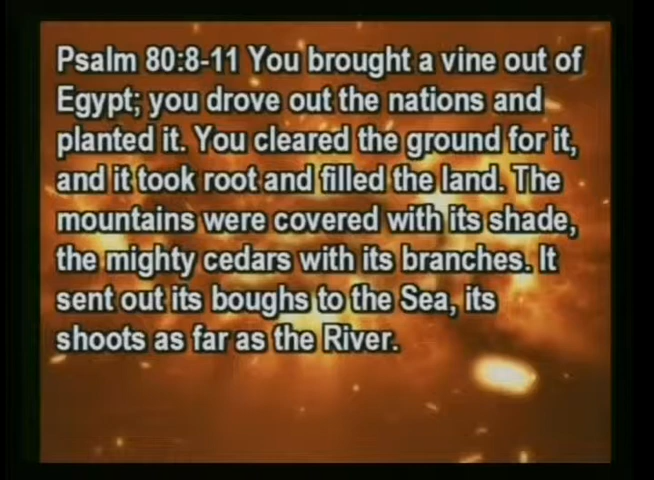 Psalm 80:8-11 You brought a vine out of
Egypt; you drove out the nations and
planted it. You cleared the ground for it,
and it took root and filled the land. The
mountains were covered with its shade,
the mighty cedars with its branches. It
sent out its boughs to the Sea, its
shoots as far as the River.